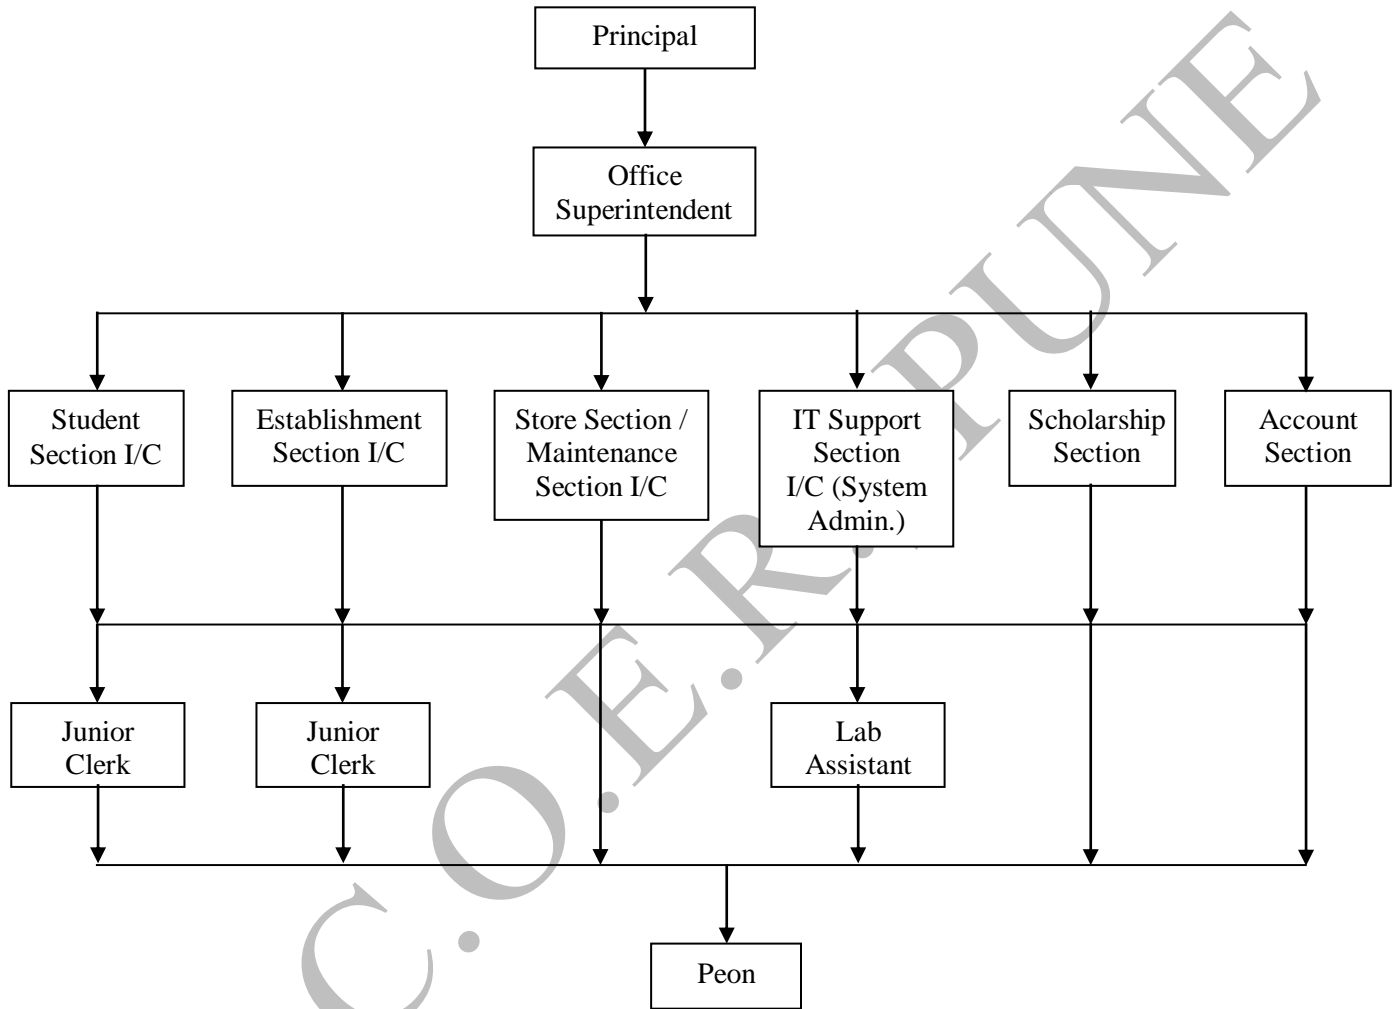 Principal
Office
Superintendent
Student
Section I/C
Establishment
Section I/C
Store Section /
Maintenance
Section I/C
IT Support
Section
I/C (System
Admin.)
Scholarship
Section
Account
Section
Junior
Clerk
Junior
Clerk
Lab
Assistant
Peon
C.O.E.R., PUNE